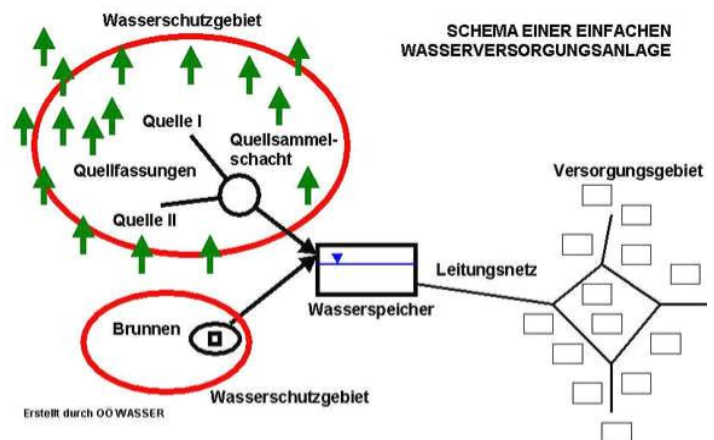 Wasserschutzgebiet
SCHEMA EINER EINFACHEN
WASSERVERSORGUNGSANLAGE
Quelle I
Quellsammel-
schacht
Quellfassungen
Quelle II
Versorgungsgebiet
Leitungsnetz
Wasserspeicher
Brunnen
Wasserschutzgebiet
Erstellt durch OÖ WASSER